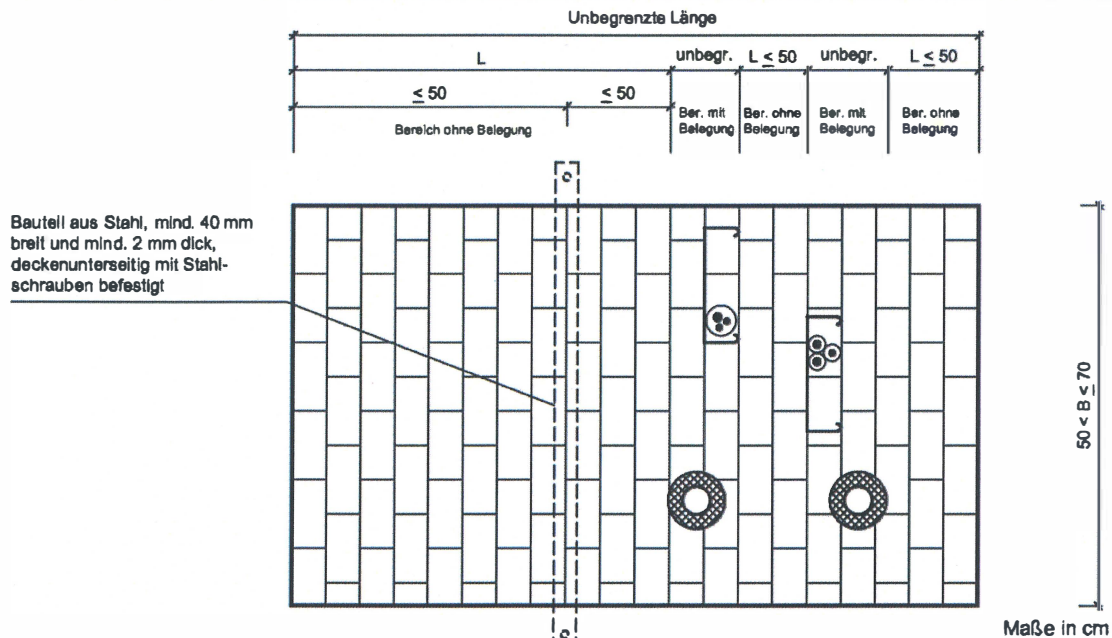 Unbegrenzte Länge
L
unbegr.
L ≤ 50
unbegr.
L ≤ 50
≤ 50
≤ 50
Bereich ohne Belegung
Ber. mit
Belegung
Ber. ohne
Belegung
Ber. mit
Belegung
Ber. ohne
Belegung
Bauteil aus Stahl, mind. 40 mm
breit und mind. 2 mm dick,
deckenunterseitig mit Stahl-
schrauben befestigt
50 < B ≤ 70
Maße in cm